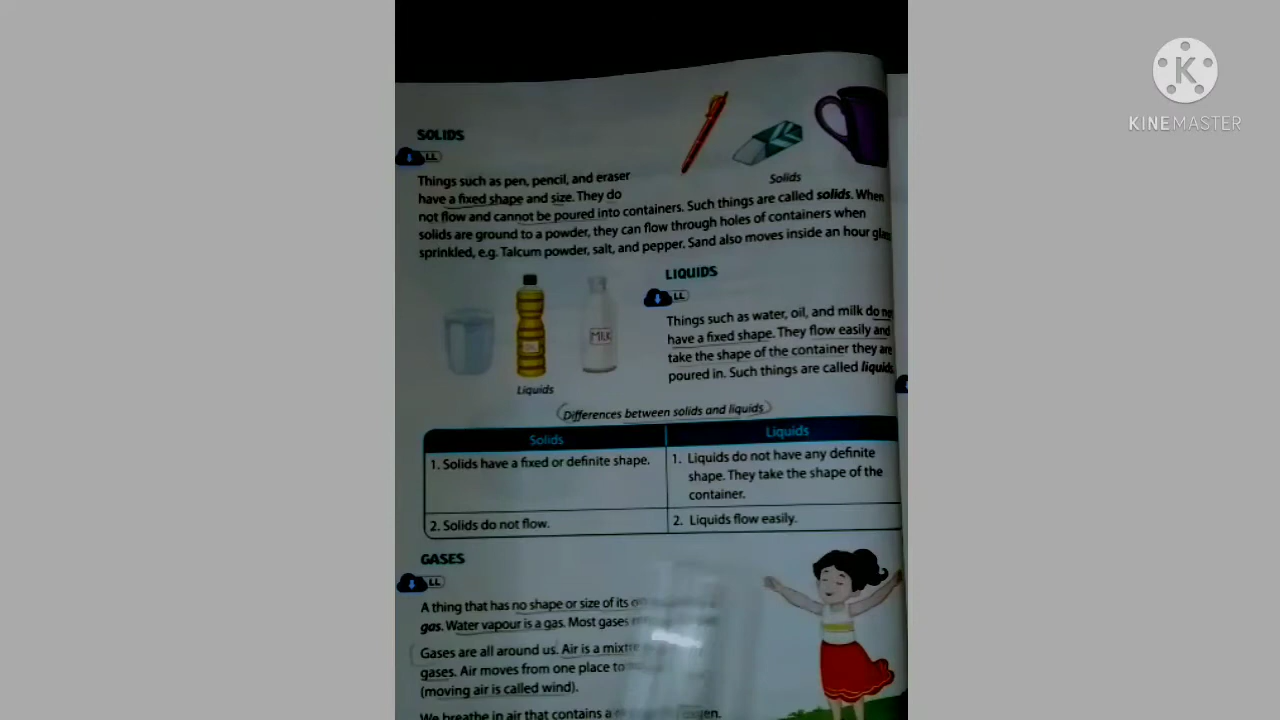 KINEMASTER
SOLIDS
LL
Things such as pen, pencil, and eraser
have a fixed shape and size. They do
not flow and cannot be poured into containers. Such things are called solids. When
solids are ground to a powder, they can flow through holes of containers when
sprinkled, e.g. Talcum powder, salt, and pepper. Sand also moves inside an hour
Solids
LIQUIDS
LL
Things such as water, oil, and milk do
have a fixed shape. They flow easily and
take the shape of the container they are
poured in. Such things are called liquids
MILK
Liquids
Differences between solids and liquids
Solids
Liquids
1. Solids have a fixed or definite shape.
1. Liquids do not have any definite
shape. They take the shape of the
container.
2. Solids do not flow.
2. Liquids flow easily.
GASES
LL
A thing that has no shape or size of its
gas. Water vapour is a gas. Most gases
Gases are all around us. Air is a
gases. Air moves from one place to
(moving air is called wind).
We breathe in air that contains a